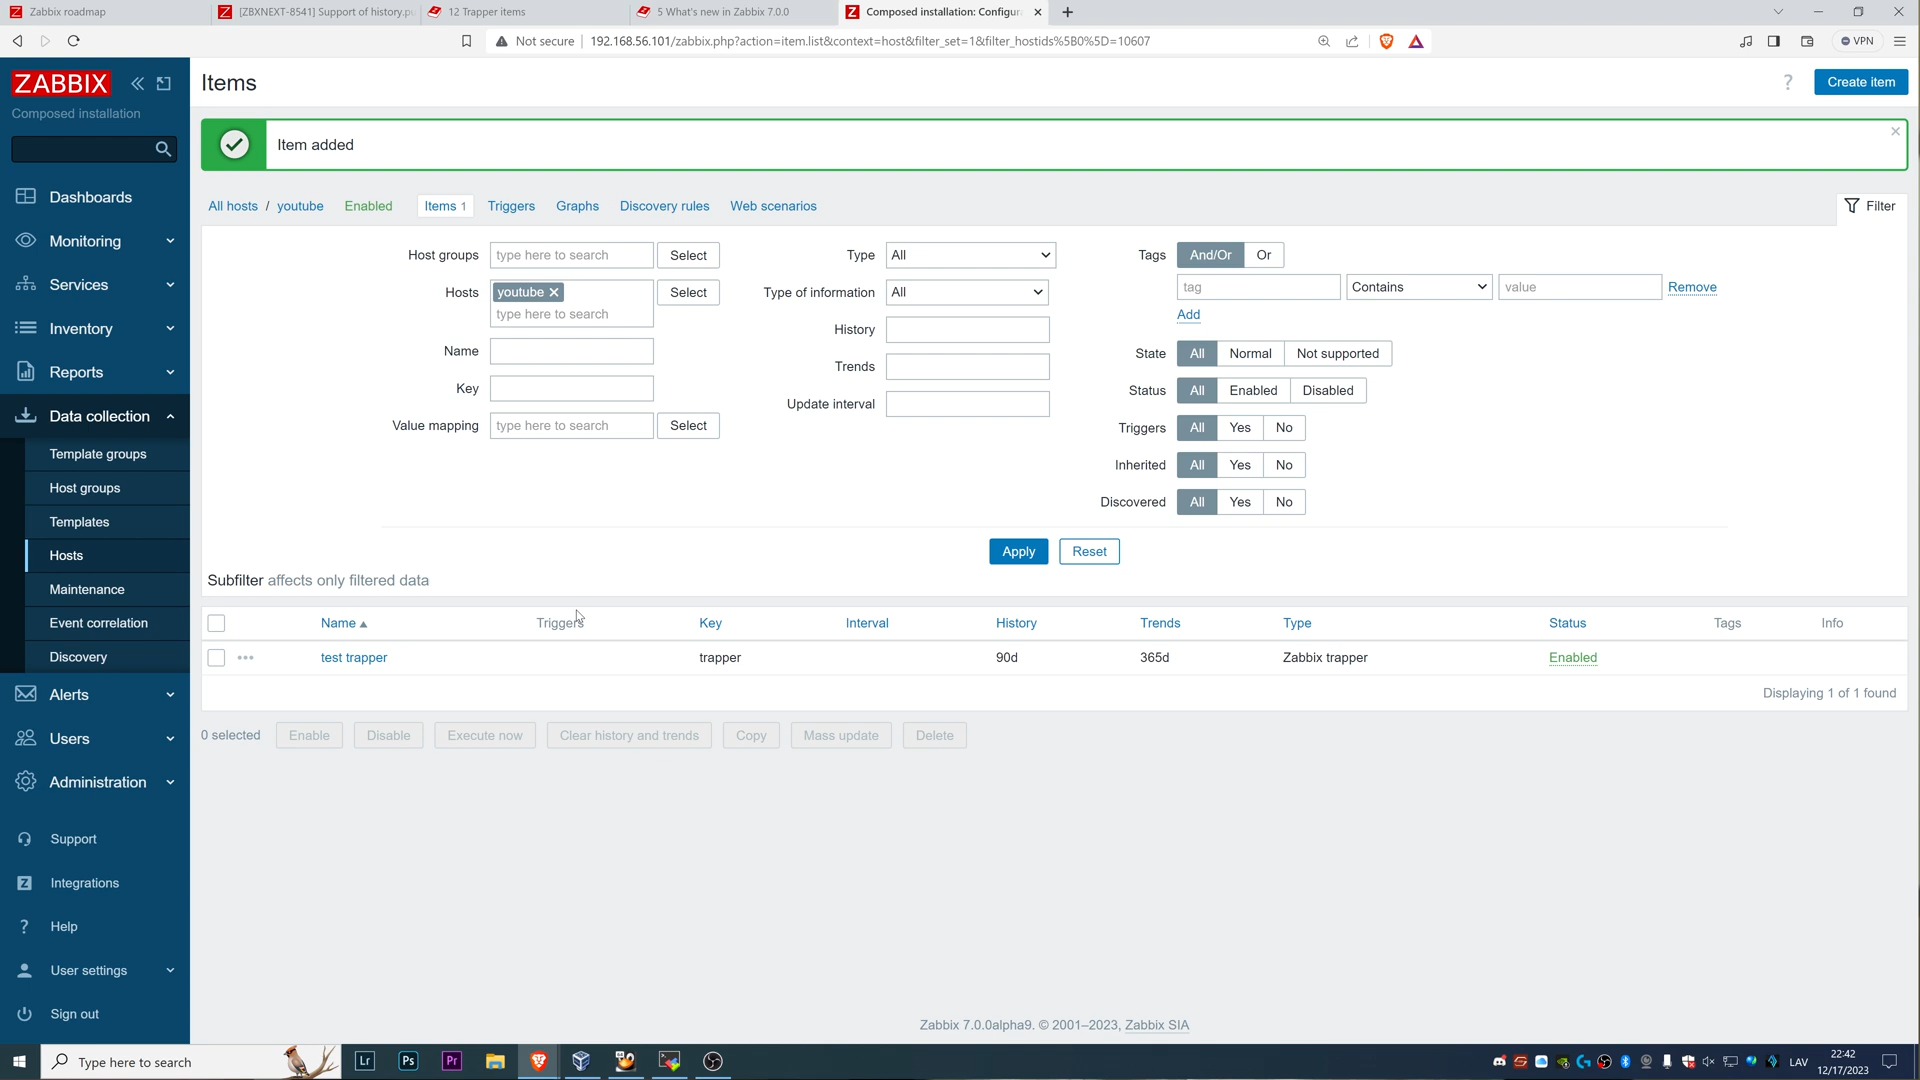 Zabbix roadmap
[ZBXNEXT-8541] Support of history.pu
12 Trapper items
5 What's new in Zabbix 7.0.0
Composed installation: Configur
Not secure
192.168.56.101/zabbix.php?action=item.list&context=host&filter_set=1&filter_hostids%5B0%5D=10607
VPN
ZABBIX
Composed installation
Dashboards
Monitoring
Services
Inventory
Reports
Data collection
Template groups
Host groups
Templates
Hosts
Maintenance
Event correlation
Discovery
Alerts
Users
Administration
Support
Integrations
Help
User settings
Sign out
Items
? Create item
Item added
All hosts / youtube Enabled Items 1 Triggers Graphs Discovery rules Web scenarios
Filter
Host groups type here to search Select
Hosts youtube Select
type here to search
Name
Key
Value mapping type here to search Select
Type All
Type of information All
History
Trends
Update interval
Tags And/Or Or
tag Contains value Remove
Add
State All Normal Not supported
Status All Enabled Disabled
Triggers All Yes No
Inherited All Yes No
Discovered All Yes No
Apply Reset
Subfilter affects only filtered data
Name Triggers Key Interval History Trends Type Status Tags Info
test trapper trapper 90d 365d Zabbix trapper Enabled
Displaying 1 of 1 found
0 selected Enable Disable Execute now Clear history and trends Copy Mass update Delete
Zabbix 7.0.0alpha9. © 2001–2023, Zabbix SIA
Type here to search
Lr
Ps
Pr
LAV
22:42
12/17/2023